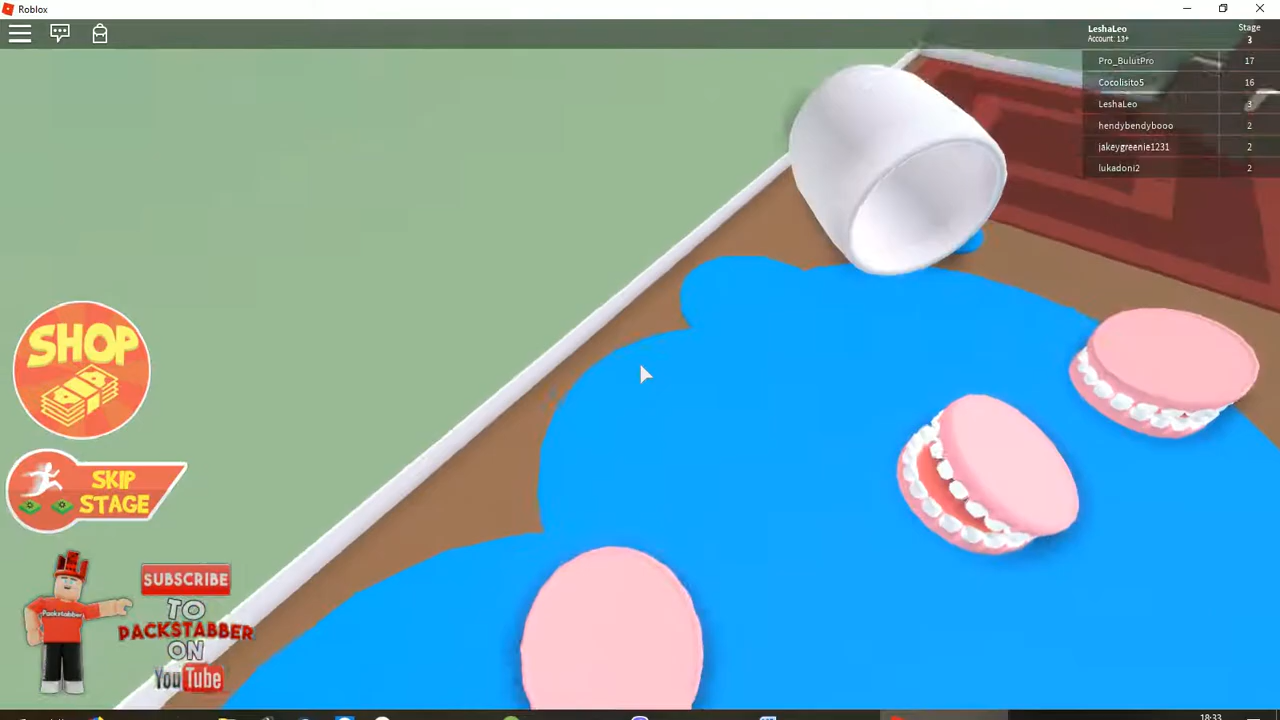 Roblox
LeshaLeo
Account: 13+
Stage
3
Pro_BulutPro 17
Cocolisito5 16
LeshaLeo 3
hendybendybooo 2
jakeygreenie1231 2
lukadoni2 2
SHOP
SKIP
STAGE
Packstabber
SUBSCRIBE
TO
PACKSTABBER
ON
YouTube
18:33